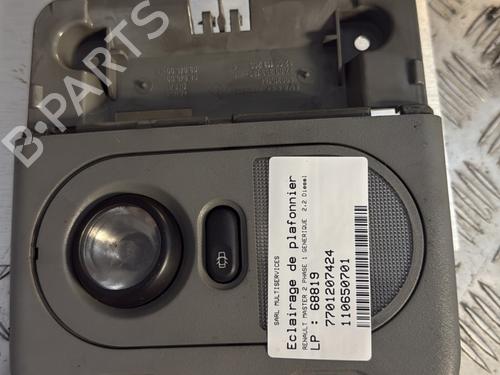 B-PARTS
SARL MULTISERVICES
Eclairage de plafonnier
RENAULT MASTER 2 PHASE 1 GENERIQUE 2.2 Diesel
LP : 68819
7701207424
110650701